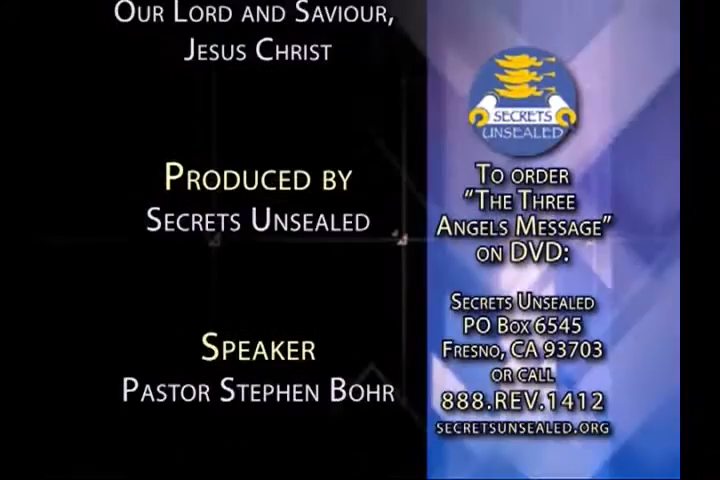 Our Lord and Saviour,
Jesus Christ
Produced by
Secrets Unsealed
Speaker
Pastor Stephen Bohr
SECRETS
UNSEALED
To order
“The Three
Angels Message”
on DVD:
Secrets Unsealed
PO Box 6545
Fresno, CA 93703
or call
888.REV.1412
secretsunsealed.org